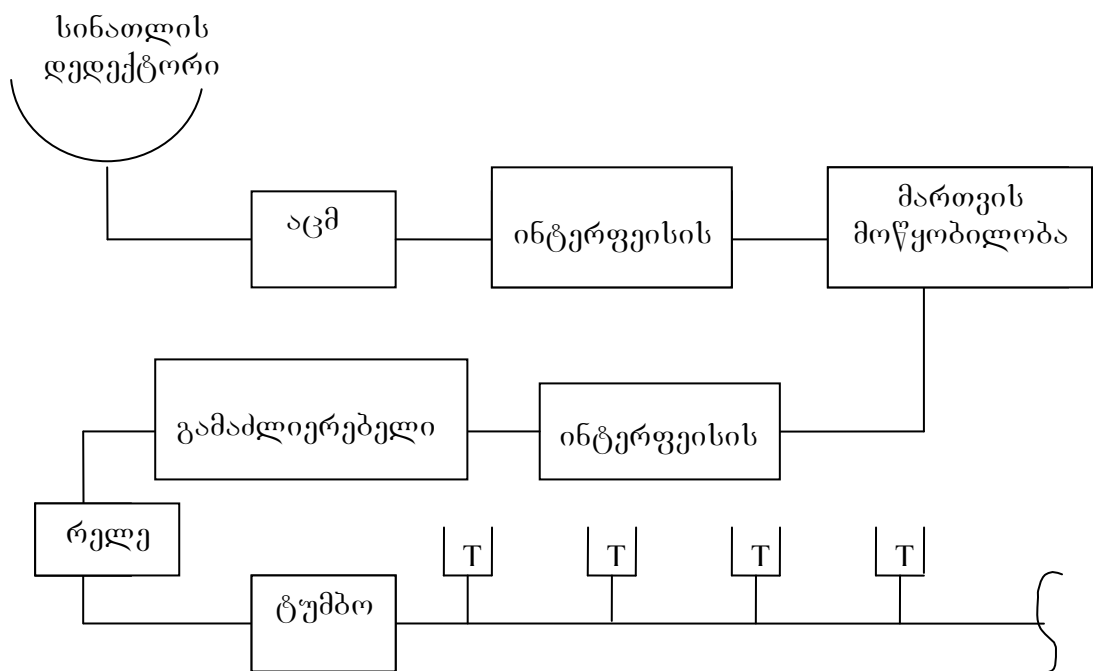 სინათლის
დედექტორი
აცმ
ინტერფეისის
მართვის
მოწყობილობა
გამაძლიერებელი
ინტერფეისის
რელე
T
T
T
T
ტუმბო